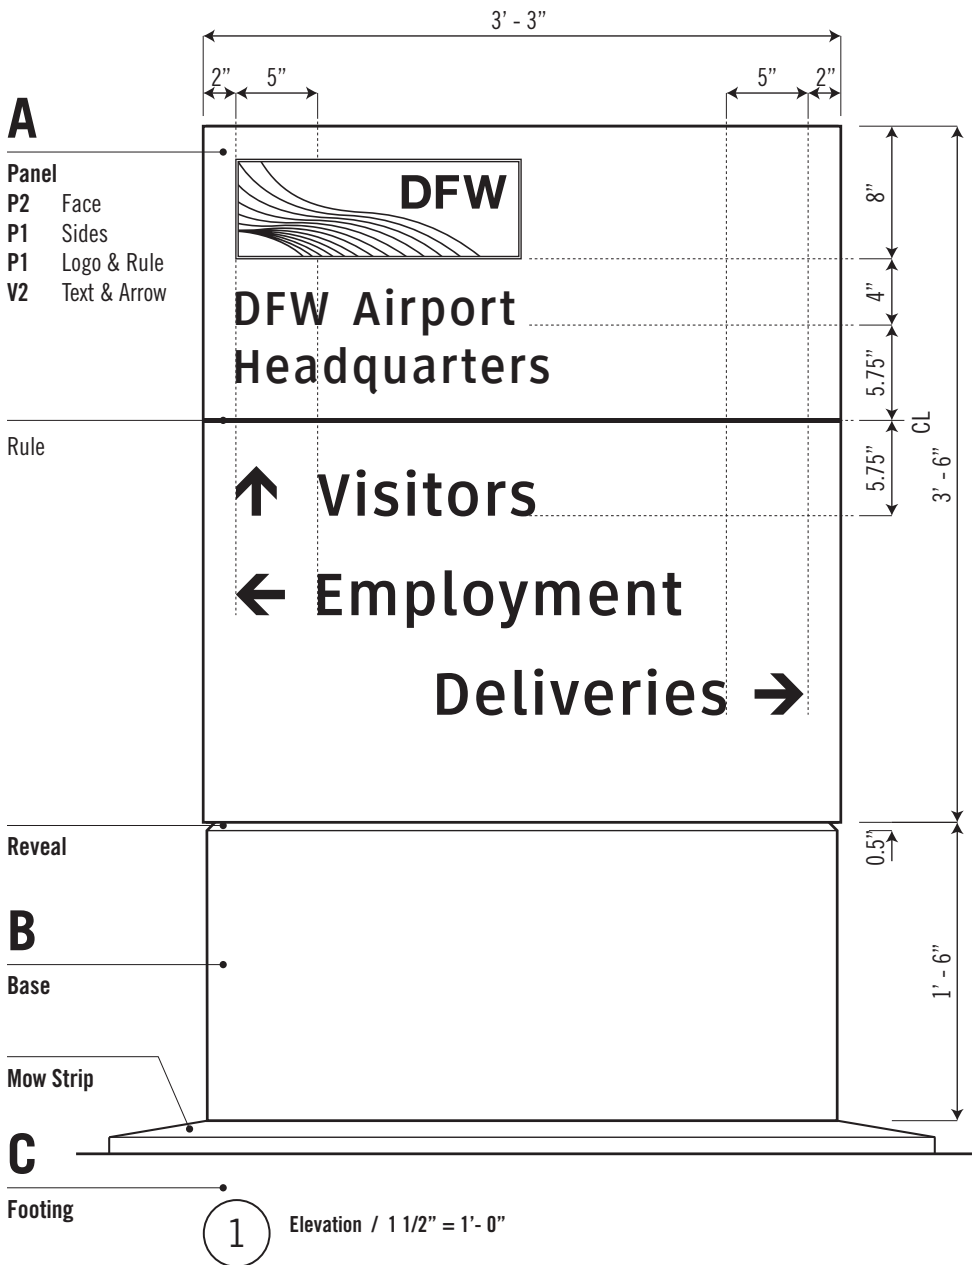 3’ - 3”
2” 5” 5” 2”
A
Panel
P2 Face
P1 Sides
P1 Logo & Rule
V2 Text & Arrow
DFW
8”
DFW Airport
4”
Headquarters
5.75”
Rule
CL
5.75”
3’ - 6”
Visitors
Employment
Deliveries
Reveal
0.5”
B
Base
1’ - 6”
Mow Strip
C
Footing
1
Elevation / 1 1/2” = 1’- 0”